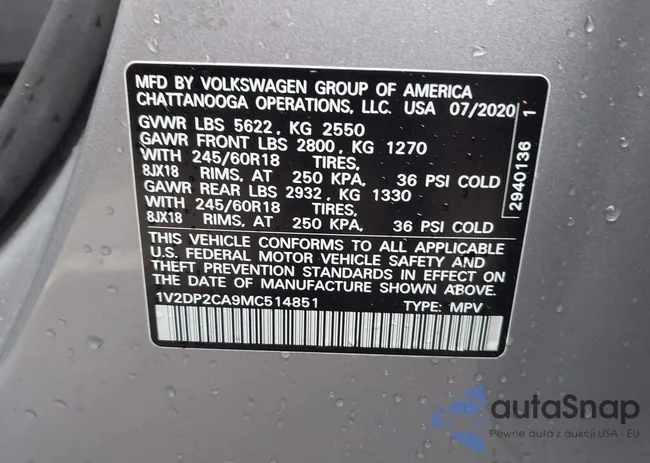 MFD BY VOLKSWAGEN GROUP OF AMERICA
CHATTANOOGA OPERATIONS, LLC. USA 07/2020
GVWR LBS 5622, KG 2550
GAWR FRONT LBS 2800, KG 1270
WITH 245/60R18 TIRES,
8JX18 RIMS, AT 250 KPA, 36 PSI COLD
GAWR REAR LBS 2932, KG 1330
WITH 245/60R18 TIRES,
8JX18 RIMS, AT 250 KPA, 36 PSI COLD
THIS VEHICLE CONFORMS TO ALL APPLICABLE
U.S. FEDERAL MOTOR VEHICLE SAFETY AND
THEFT PREVENTION STANDARDS IN EFFECT ON
THE DATE OF MANUFACTURE SHOWN ABOVE.
1V2DP2CA9MC514851 TYPE: MPV
2940136 1
autaSnap
Pewne auta z aukcji USA i EU